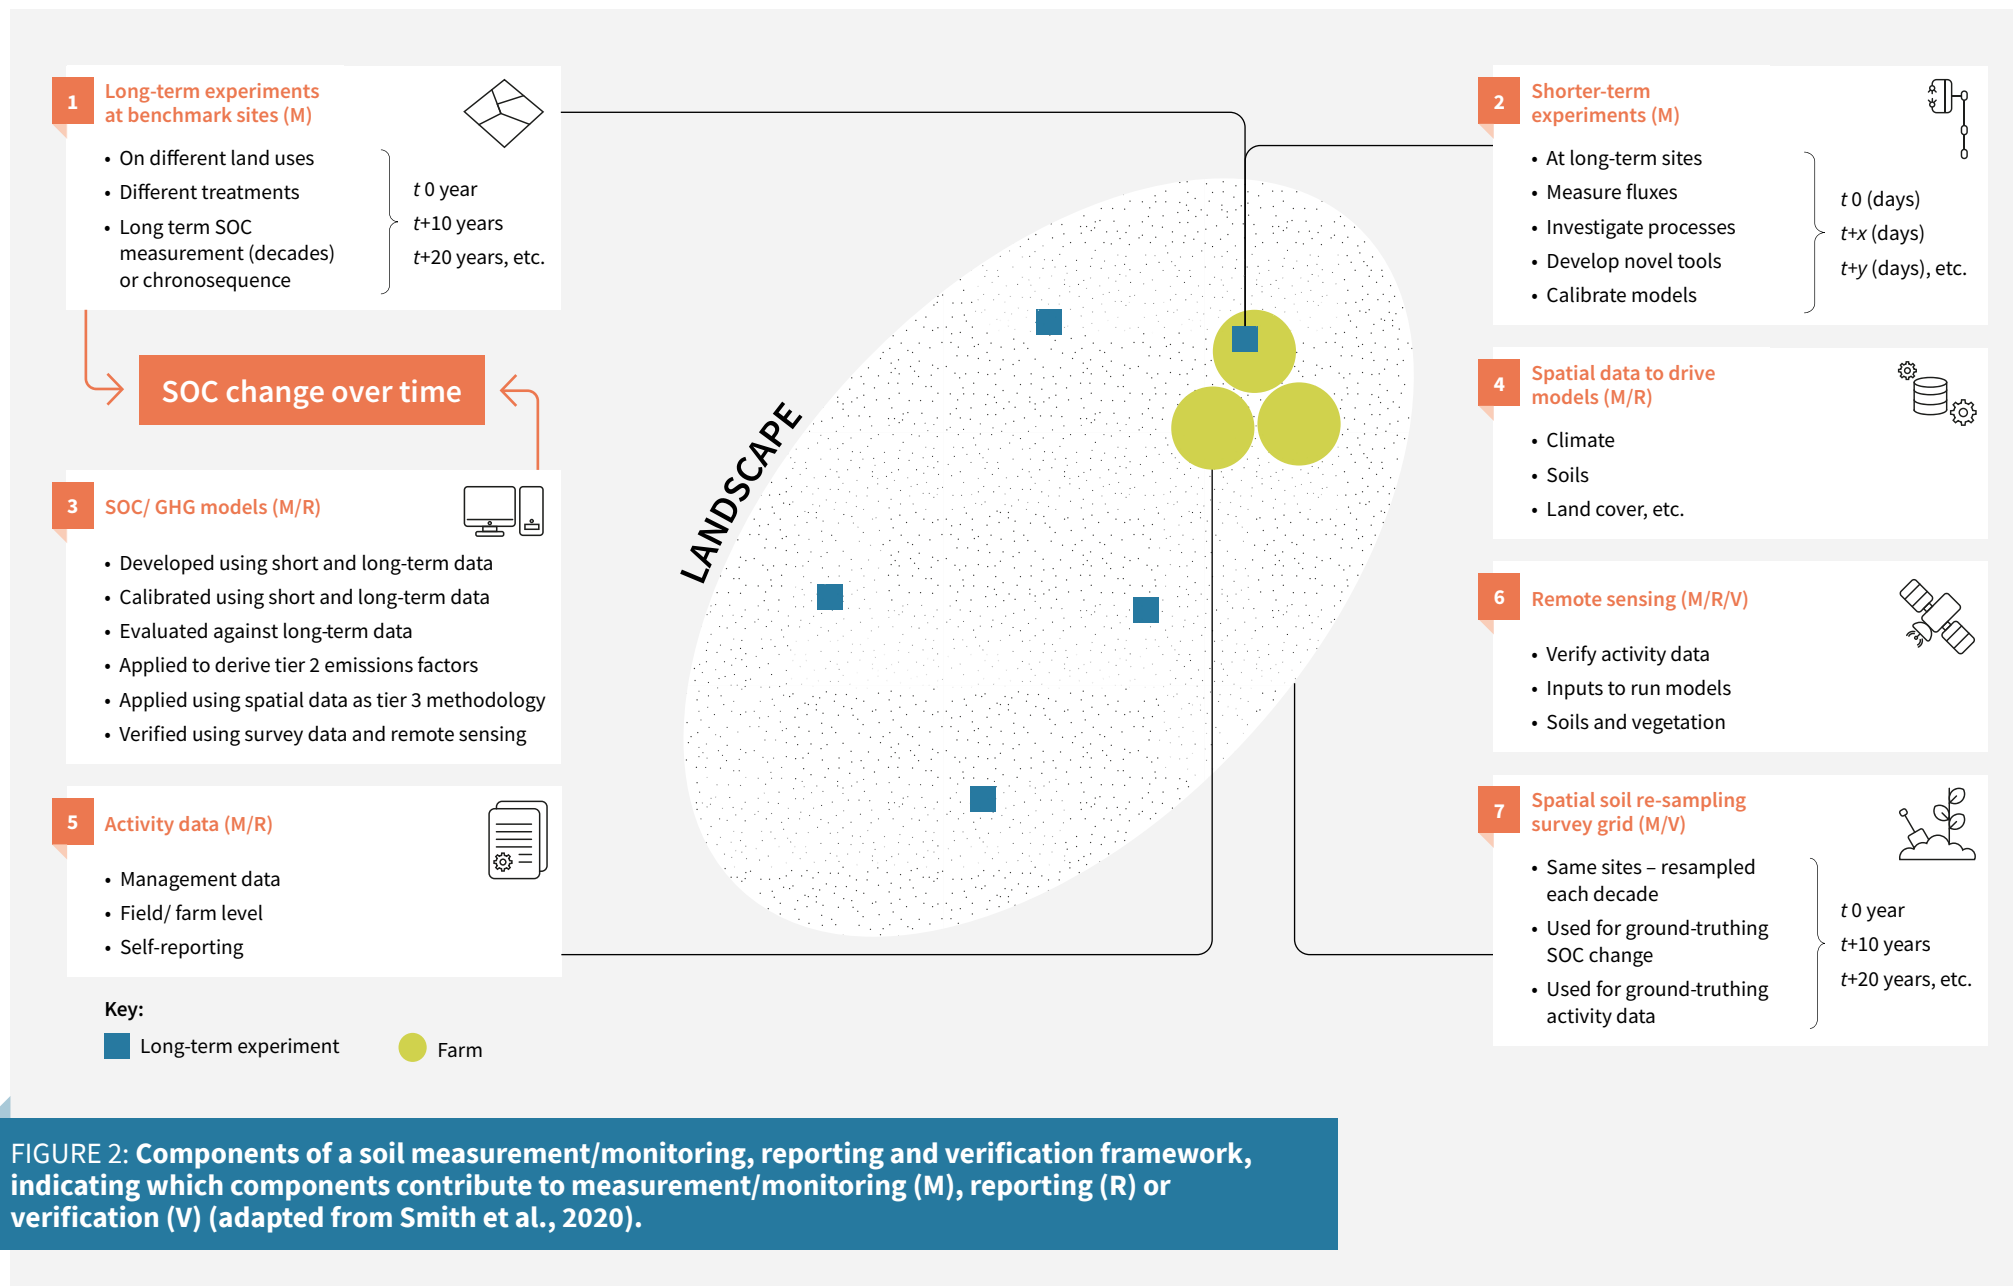 1
Long-term experiments
at benchmark sites (M)
• On different land uses
• Different treatments
• Long term SOC
measurement (decades)
or chronosequence
t 0 year
t+10 years
t+20 years, etc.
SOC change over time
3
SOC/ GHG models (M/R)
• Developed using short and long-term data
• Calibrated using short and long-term data
• Evaluated against long-term data
• Applied to derive tier 2 emissions factors
• Applied using spatial data as tier 3 methodology
• Verified using survey data and remote sensing
5
Activity data (M/R)
• Management data
• Field/ farm level
• Self-reporting
Key:
Long-term experiment
Farm
LANDSCAPE
2
Shorter-term
experiments (M)
• At long-term sites
• Measure fluxes
• Investigate processes
• Develop novel tools
• Calibrate models
t 0 (days)
t+x (days)
t+y (days), etc.
4
Spatial data to drive
models (M/R)
• Climate
• Soils
• Land cover, etc.
6
Remote sensing (M/R/V)
• Verify activity data
• Inputs to run models
• Soils and vegetation
7
Spatial soil re-sampling
survey grid (M/V)
• Same sites – resampled
each decade
• Used for ground-truthing
SOC change
• Used for ground-truthing
activity data
t 0 year
t+10 years
t+20 years, etc.
FIGURE 2: Components of a soil measurement/monitoring, reporting and verification framework,
indicating which components contribute to measurement/monitoring (M), reporting (R) or
verification (V) (adapted from Smith et al., 2020).